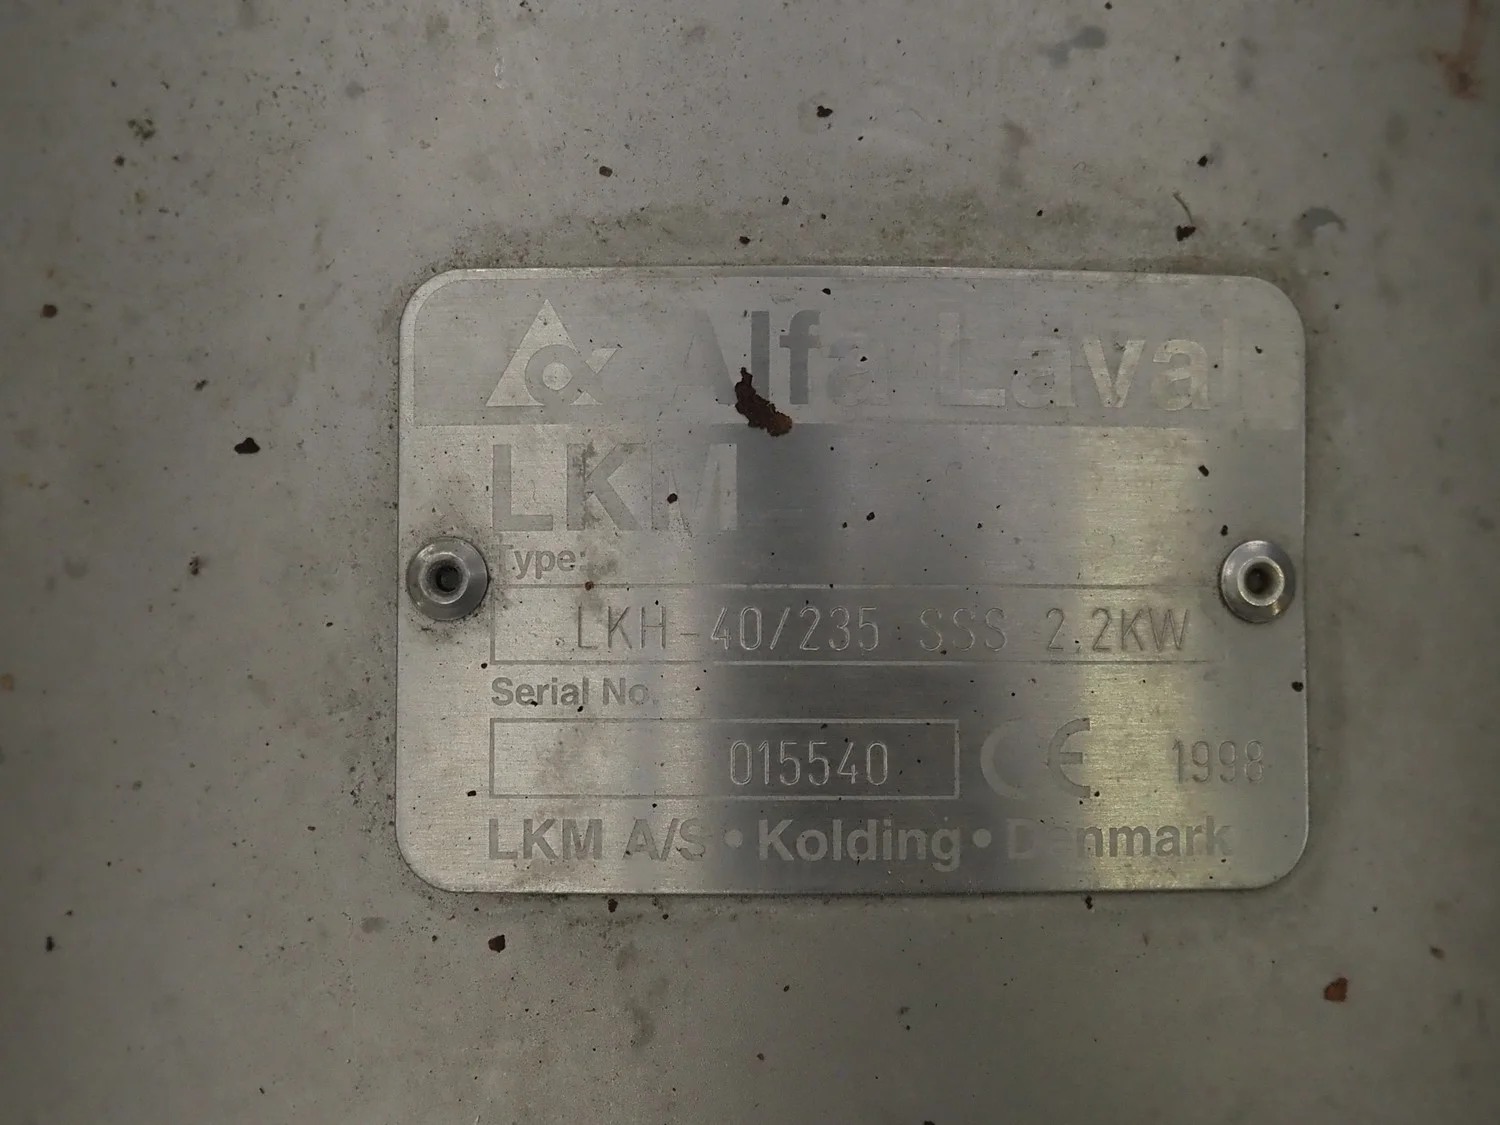 Alfa Laval
LKM
Type:
LKH-40/235 SSS 2.2KW
Serial No.
015540 CE 1998
LKM A/S • Kolding • Denmark